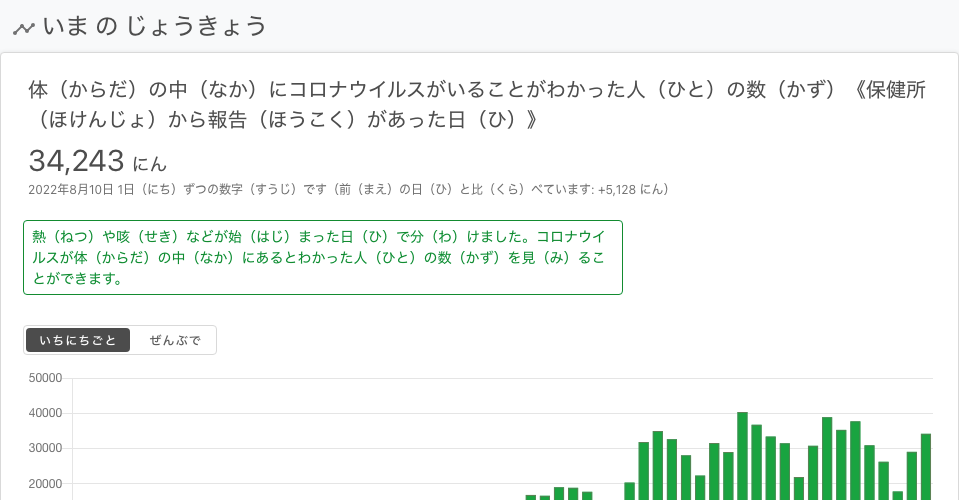 いま の じょうきょう
体（からだ）の中（なか）にコロナウイルスがいることがわかった人（ひと）の数（かず）《保健所
（ほけんじょ）から報告（ほうこく）があった日（ひ）》
34,243 にん
2022年8月10日 1日（にち）ずつの数字（すうじ）です（前（まえ）の日（ひ）と比（くら）べています: +5,128 にん）
熱（ねつ）や咳（せき）などが始（はじ）まった日（ひ）で分（わ）けました。コロナウイ
ルスが体（からだ）の中（なか）にあるとわかった人（ひと）の数（かず）を見（み）るこ
とができます。
いちにちごと ぜんぶで
50000
40000
30000
20000